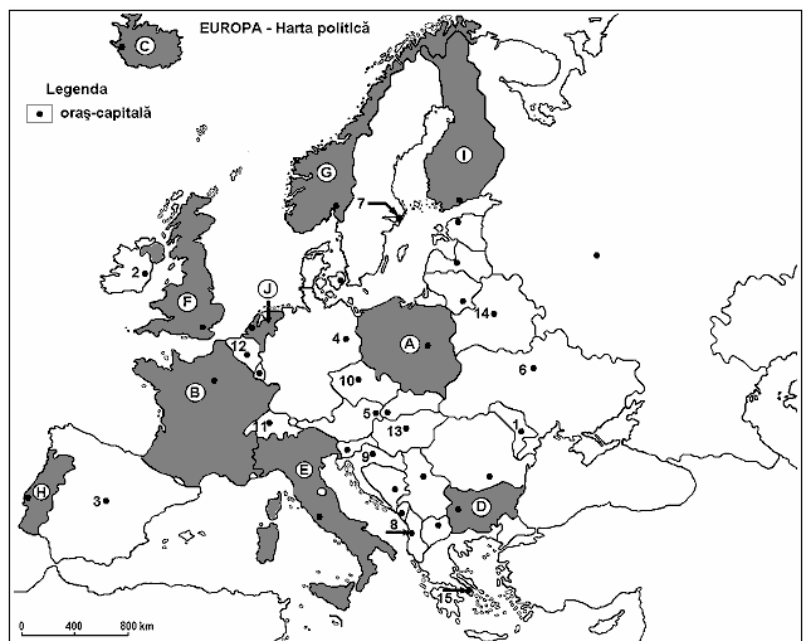 EUROPA - Harta politică
C
Legenda
oraş-capitală
I
G
7
2
J
F
14
4
12
A
6
10
B
5
1
11
13
9
E
H
3
D
8
15
0 400 800 km